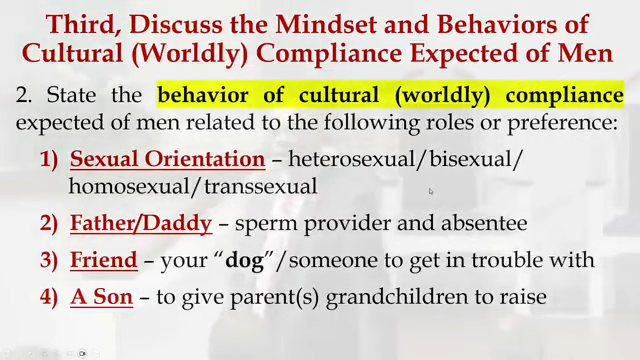 Third, Discuss the Mindset and Behaviors of
Cultural (Worldly) Compliance Expected of Men
2. State the behavior of cultural (worldly) compliance
expected of men related to the following roles or preference:
1) Sexual Orientation – heterosexual/bisexual/
homosexual/transsexual
2) Father/Daddy – sperm provider and absentee
3) Friend – your “dog”/someone to get in trouble with
4) A Son – to give parent(s) grandchildren to raise